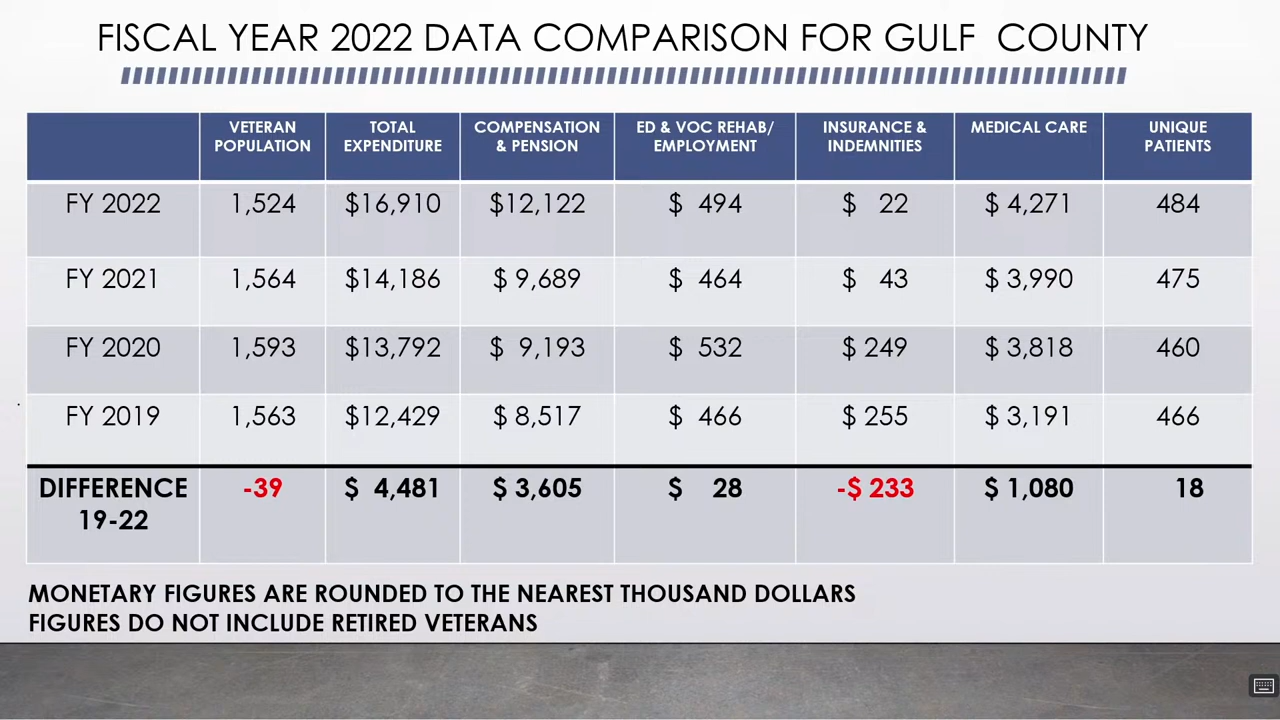 FISCAL YEAR 2022 DATA COMPARISON FOR GULF COUNTY
VETERAN POPULATION TOTAL EXPENDITURE COMPENSATION & PENSION ED & VOC REHAB/ EMPLOYMENT INSURANCE & INDEMNITIES MEDICAL CARE UNIQUE PATIENTS
FY 2022 1,524 $16,910 $12,122 $ 494 $ 22 $ 4,271 484
FY 2021 1,564 $14,186 $ 9,689 $ 464 $ 43 $ 3,990 475
FY 2020 1,593 $13,792 $ 9,193 $ 532 $ 249 $ 3,818 460
FY 2019 1,563 $12,429 $ 8,517 $ 466 $ 255 $ 3,191 466
DIFFERENCE 19-22 -39 $ 4,481 $ 3,605 $ 28 -$ 233 $ 1,080 18
MONETARY FIGURES ARE ROUNDED TO THE NEAREST THOUSAND DOLLARS
FIGURES DO NOT INCLUDE RETIRED VETERANS